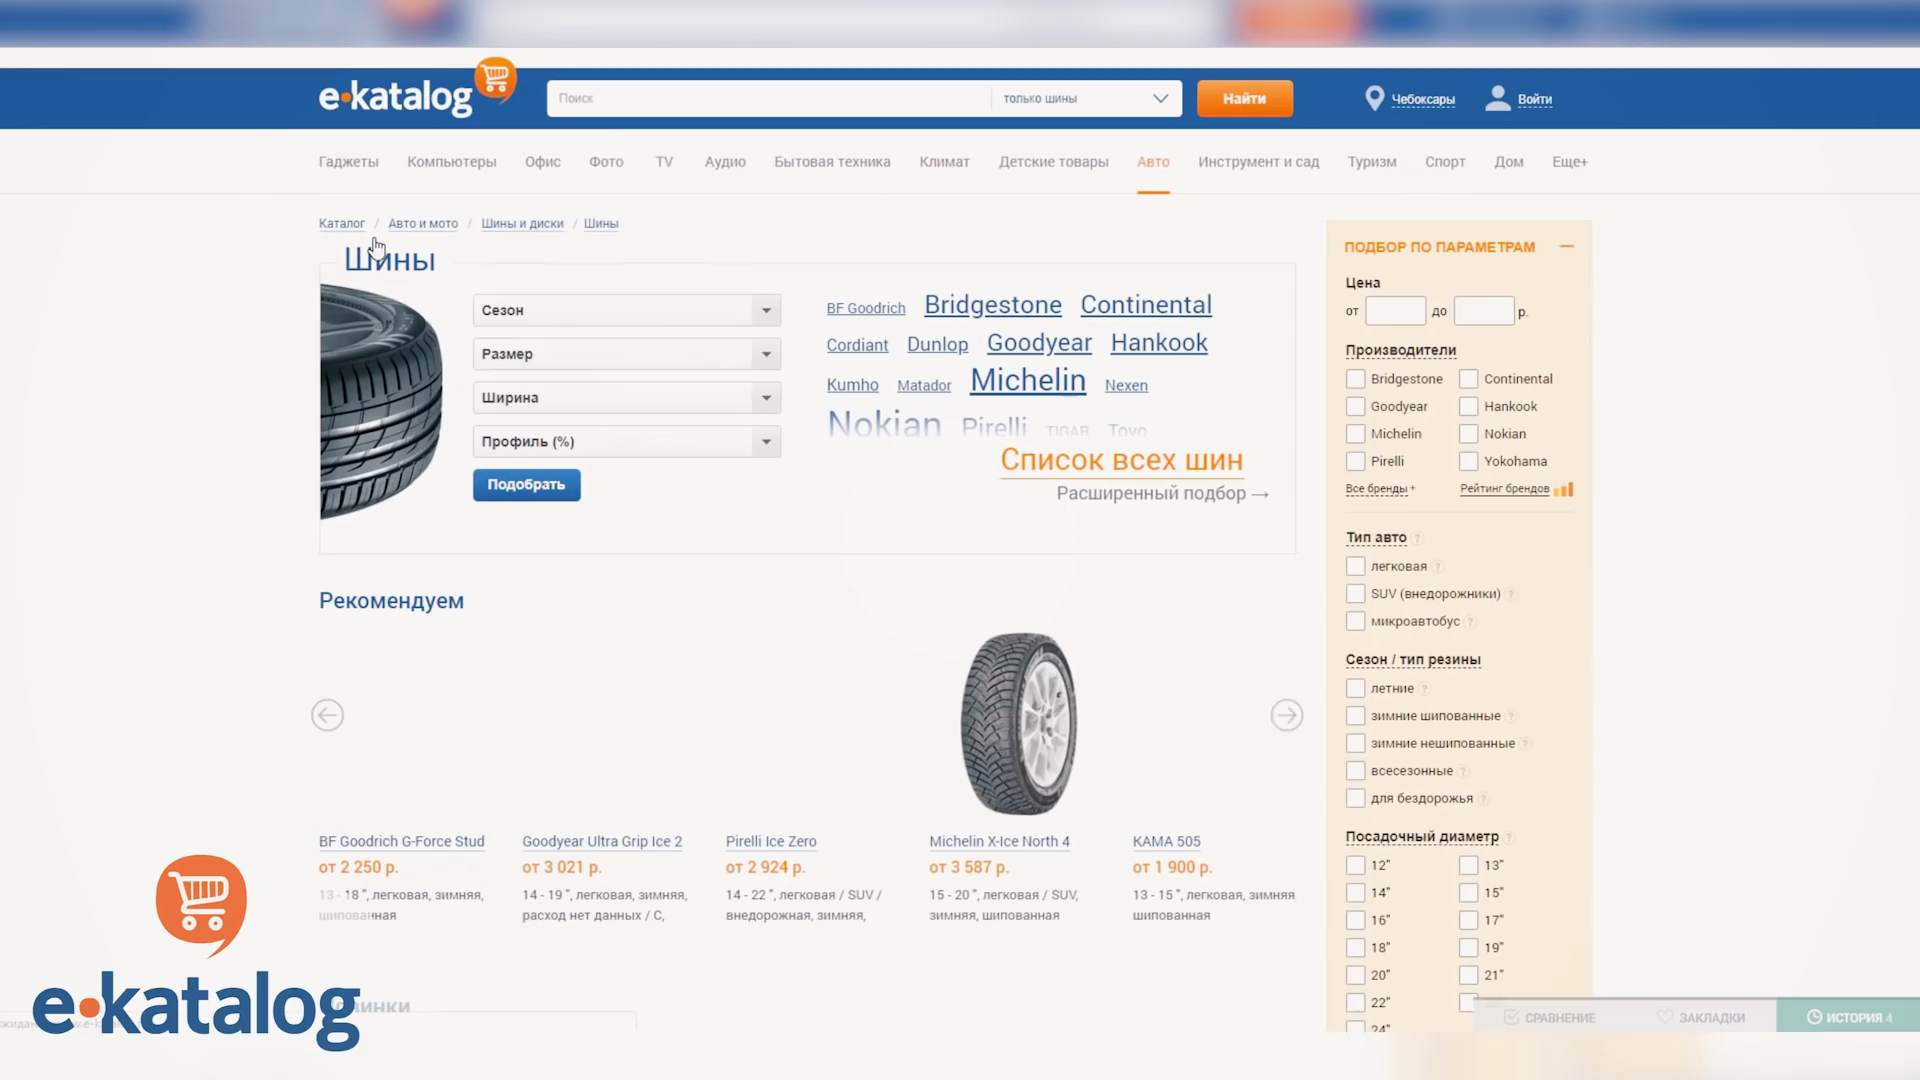 e·katalog
Поиск
только шины
Найти
Чебоксары
Войти
Гаджеты Компьютеры Офис Фото TV Аудио Бытовая техника Климат Детские товары Авто Инструмент и сад Туризм Спорт Дом Еще+
Каталог / Авто и мото / Шины и диски / Шины
Шины
Сезон
Размер
Ширина
Профиль (%)
Подобрать
BF Goodrich Bridgestone Continental
Cordiant Dunlop Goodyear Hankook
Kumho Matador Michelin Nexen
Nokian Pirelli TIGAR Toyo
Список всех шин
Расширенный подбор →
Рекомендуем
BF Goodrich G-Force Stud
от 2 250 р.
13 - 18 ", легковая, зимняя,
шипованная
Goodyear Ultra Grip Ice 2
от 3 021 р.
14 - 19 ", легковая, зимняя,
расход нет данных / C,
Pirelli Ice Zero
от 2 924 р.
14 - 22 ", легковая / SUV /
внедорожная, зимняя,
Michelin X-Ice North 4
от 3 587 р.
15 - 20 ", легковая / SUV,
зимняя, шипованная
КАМА 505
от 1 900 р.
13 - 15 ", легковая, зимняя
шипованная
ПОДБОР ПО ПАРАМЕТРАМ
Цена
от до р.
Производители
Bridgestone Continental
Goodyear Hankook
Michelin Nokian
Pirelli Yokohama
Все бренды + Рейтинг брендов
Тип авто ?
легковая ?
SUV (внедорожники) ?
микроавтобус ?
Сезон / тип резины
летние ?
зимние шипованные ?
зимние нешипованные ?
всесезонные ?
для бездорожья ?
Посадочный диаметр ?
12" 13"
14" 15"
16" 17"
18" 19"
20" 21"
22"
24"
СРАВНЕНИЕ
ЗАКЛАДКИ
ИСТОРИЯ 4
e·katalog